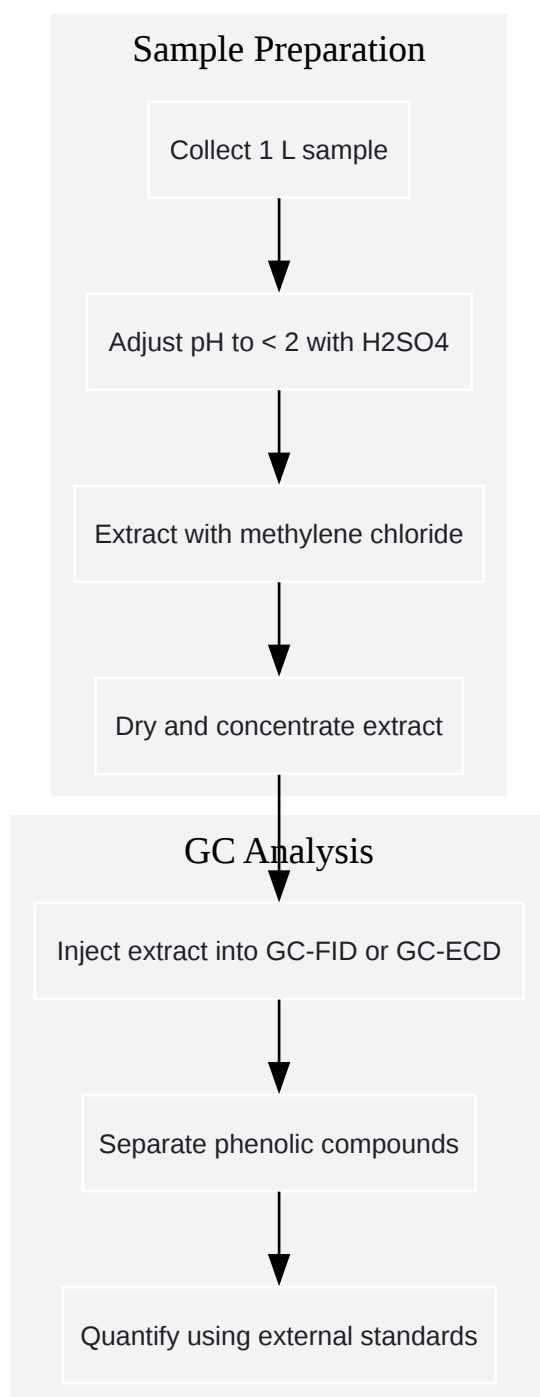 Sample Preparation
Collect 1 L sample
Adjust pH to < 2 with H2SO4
Extract with methylene chloride
Dry and concentrate extract
GC Analysis
Inject extract into GC-FID or GC-ECD
Separate phenolic compounds
Quantify using external standards